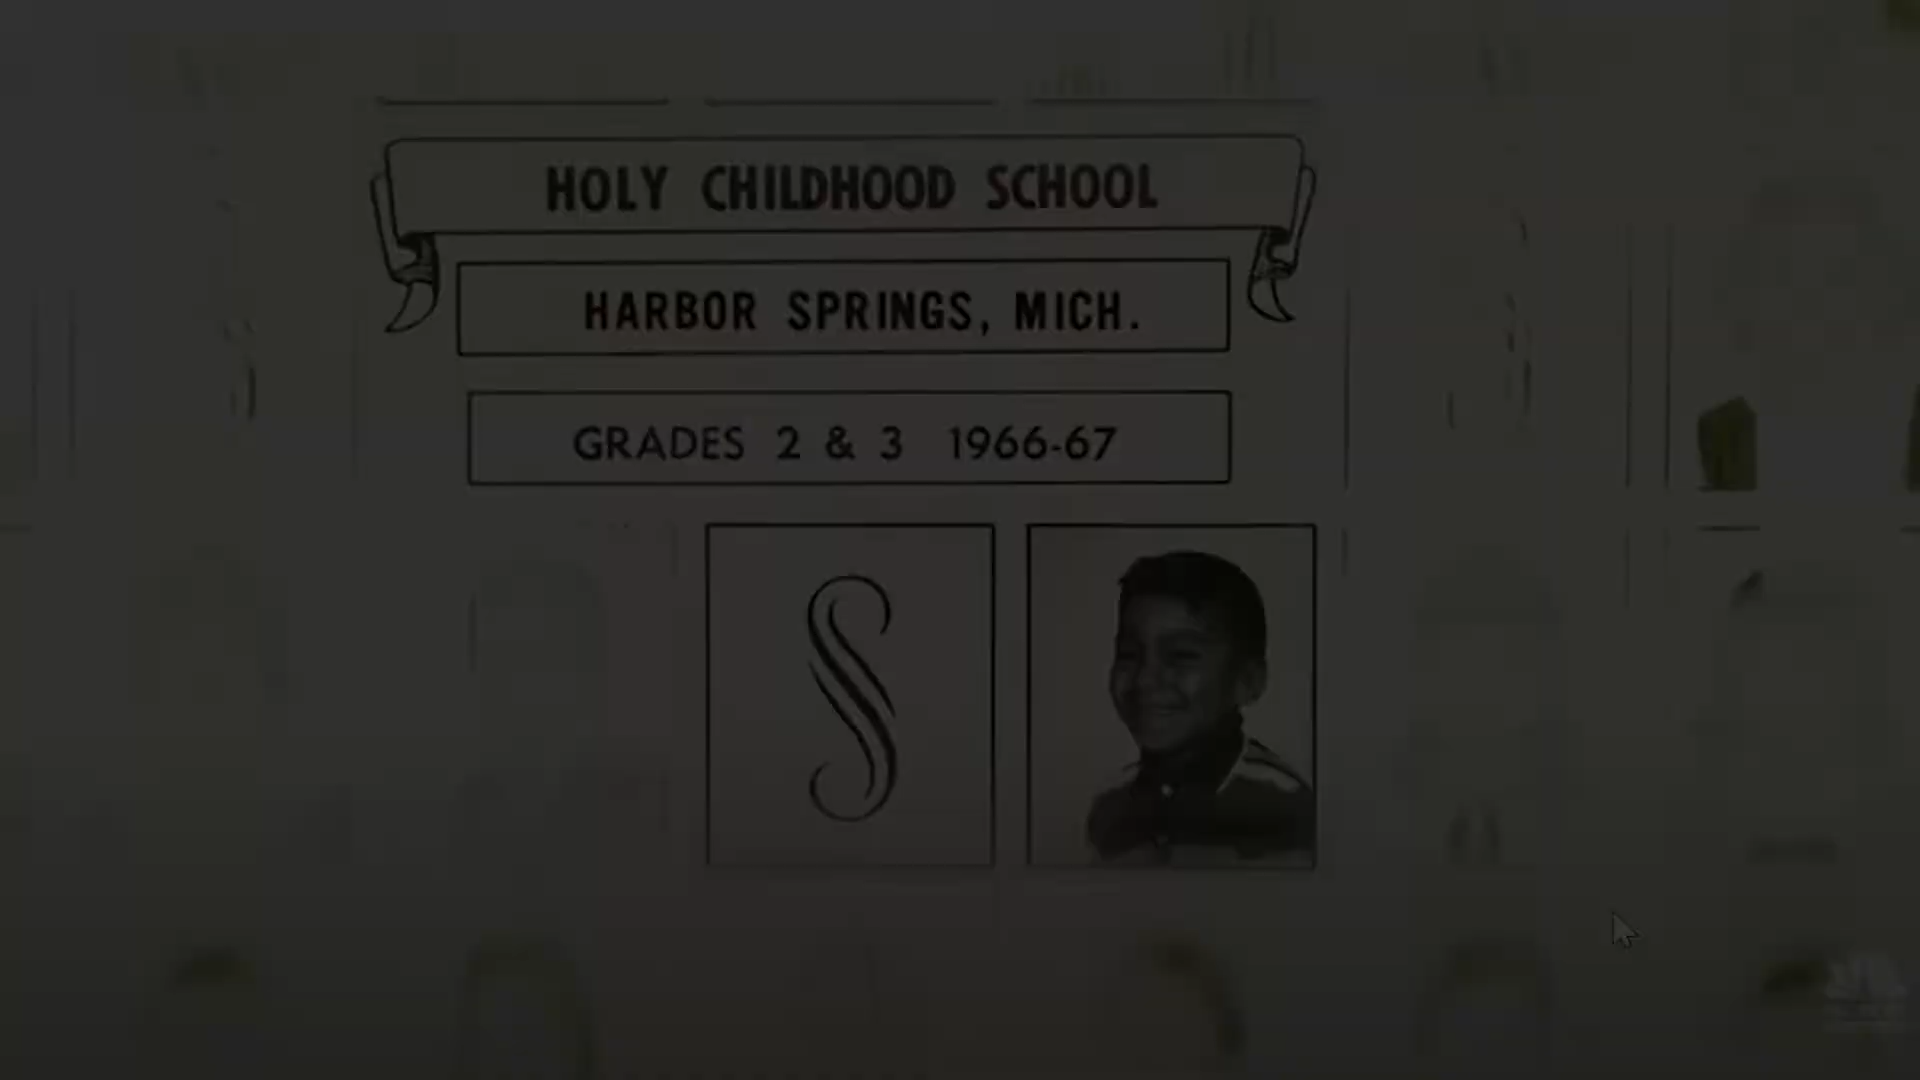 HOLY CHILDHOOD SCHOOL
HARBOR SPRINGS, MICH.
GRADES 2 & 3 1966-67
S